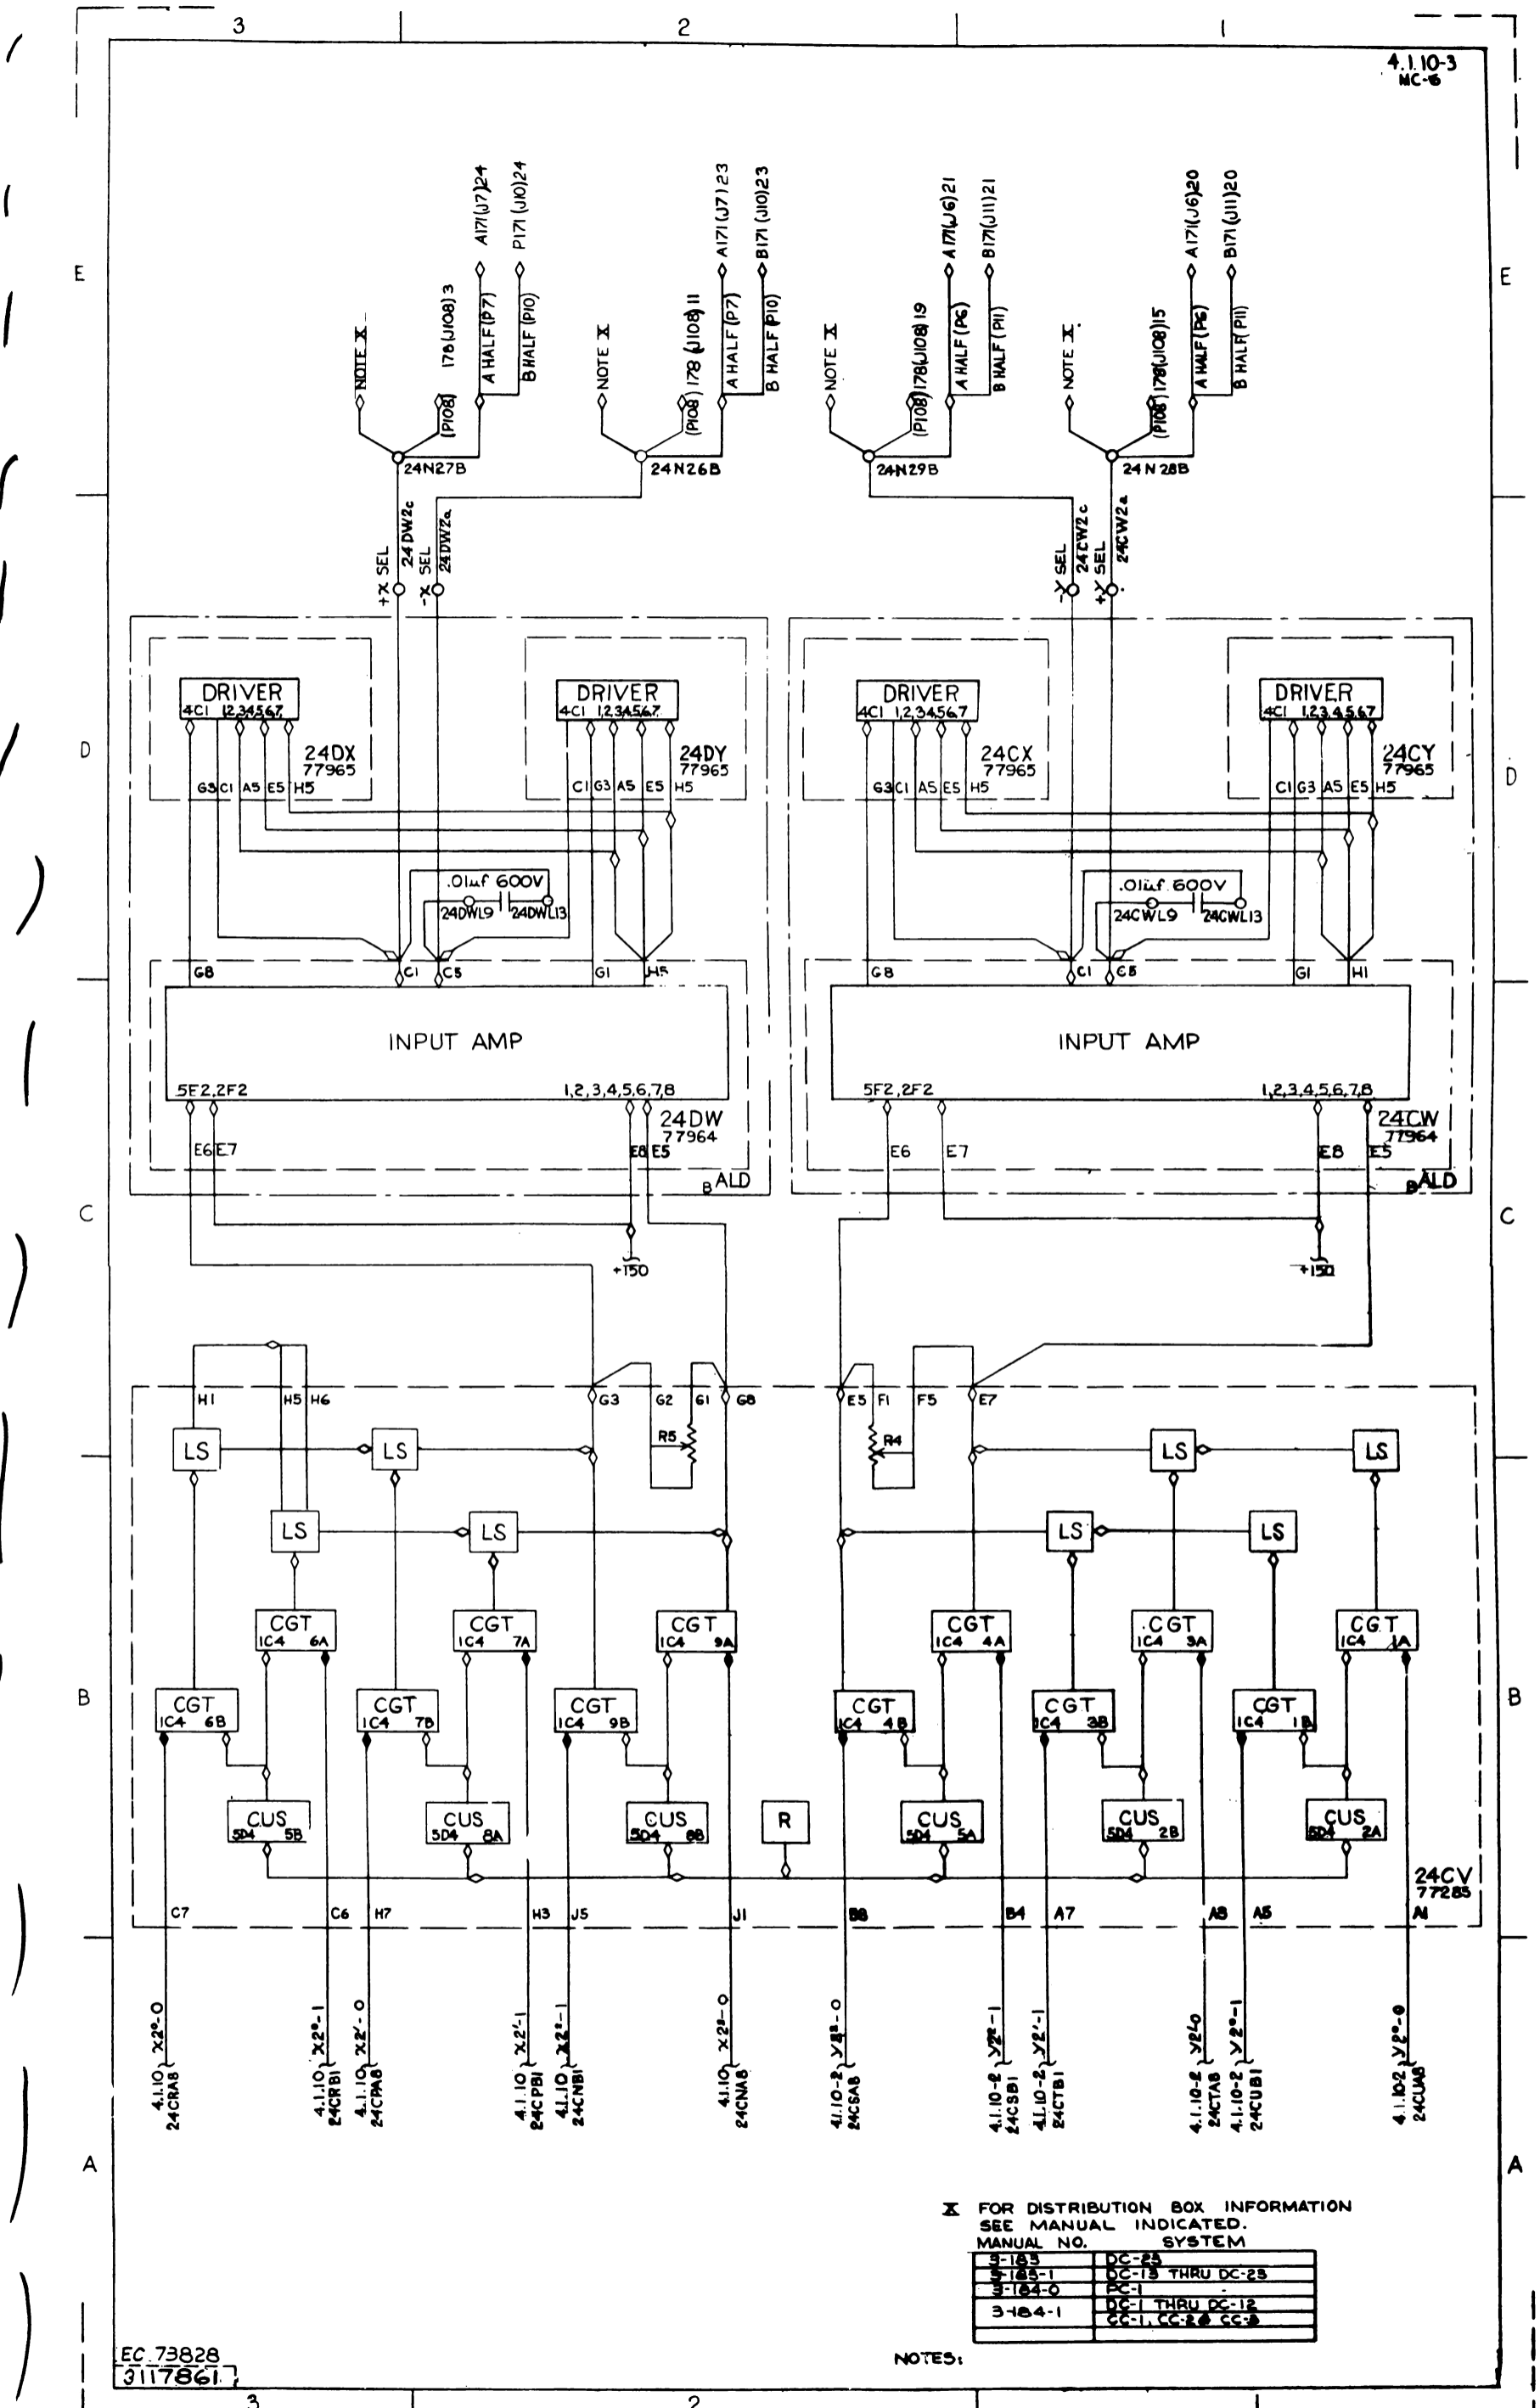 3 2 1
4.1.10-3
MC-6
E
E
NOTE X
(P108) 178(J108) 3
A HALF (P7)
A171(J7)24
B HALF (P10)
P171 (J10)24
NOTE X
(P108) 178 (J108) 11
A HALF (P7)
A171(J7)23
B HALF (P10)
B171(J10)23
NOTE X
(P108) 178(J108) 19
A HALF (P6)
A171(J6)21
B HALF (P11)
B171(J11)21
NOTE X
(P108) 178(J108) 15
A HALF (P6)
A171(J6)20
B HALF (P11)
B171(J11)20
24N27B
24N26B
24N29B
24N28B
+X SEL
24DW2c
-X SEL
24DW2a
-Y SEL
24CW2c
+Y SEL
24CW2a
D
D
DRIVER
4C1 1,2,3,4,5,6,7,
24DX
77965
G3 C1 A5 E5 H5
DRIVER
4C1 1,2,3,4,5,6,7
24DY
77965
C1 G3 A5 E5 H5
DRIVER
4C1 1,2,3,4,5,6,7
24CX
77965
G3 C1 A5 E5 H5
DRIVER
4C1 1,2,3,4,5,6,7
24CY
77965
C1 G3 A5 E5 H5
.01uf 600V
24DWL9 24DWL13
.01uf 600V
24CWL9 24CWL13
G8 C1 C5 G1 H5
G8 C1 C5 G1 H1
INPUT AMP
INPUT AMP
5E2,2F2 1,2,3,4,5,6,7,8
5F2,2F2 1,2,3,4,5,6,7,8
24DW
77964
24CW
77964
E6 E7 E8 E5
E6 E7 E8 E5
BALD
BALD
C
C
+150
+150
H1 H5 H6 G3 G2 G1 G8 E5 F1 F5 E7
R5 R4
LS LS LS LS
LS LS LS LS
CGT
1C4 6A
CGT
1C4 7A
CGT
1C4 9A
CGT
1C4 4A
CGT
1C4 3A
CGT
1C4 1A
B
B
CGT
1C4 6B
CGT
1C4 7B
CGT
1C4 9B
CGT
1C4 4B
CGT
1C4 3B
CGT
1C4 1B
CUS
5D4 5B
CUS
5D4 8A
CUS
5D4 8B
R
CUS
5D4 5A
CUS
5D4 2B
CUS
5D4 2A
24CV
77285
C7 C6 H7 H3 J5 J1 B8 B4 A7 A8 A5 A1
4.1.10 X2⁰-0
24CRA8
4.1.10 X2⁰-1
24CRB1
4.1.10 X2'-0
24CPA8
4.1.10 X2'-1
24CPB1
4.1.10 X2²-1
24CNB1
4.1.10 X2²-0
24CNA8
4.1.10-2 Y2²-0
24CSA8
4.1.10-2 Y2²-1
24CSB1
4.1.10-2 Y2'-1
24CTB1
4.1.10-2 Y2'-0
24CTA8
4.1.10-2 Y2⁰-1
24CUB1
4.1.10-2 Y2⁰-0
24CUA8
A
A
X FOR DISTRIBUTION BOX INFORMATION
SEE MANUAL INDICATED.
MANUAL NO. SYSTEM
3-183 DC-25
3-183-1 DC-13 THRU DC-23
3-184-0 PC-1
3-184-1 DC-1 THRU DC-12
CC-1, CC-2 & CC-3
NOTES:
EC 73828
3117861
3 2